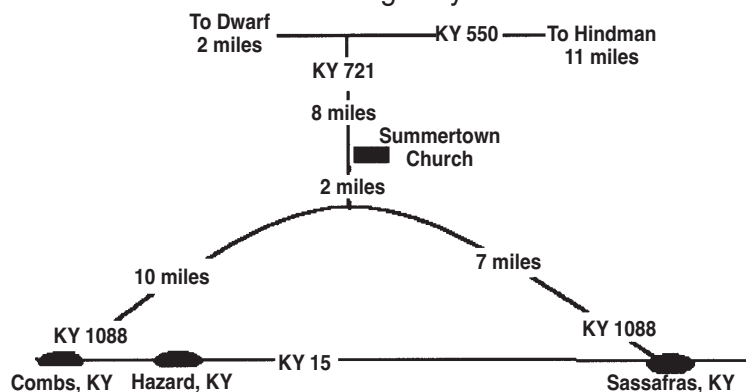 To Dwarf
2 miles
KY 550
To Hindman
11 miles
KY 721
8 miles
Summertown
Church
2 miles
10 miles
7 miles
KY 1088
KY 1088
KY 15
Combs, KY
Hazard, KY
Sassafras, KY